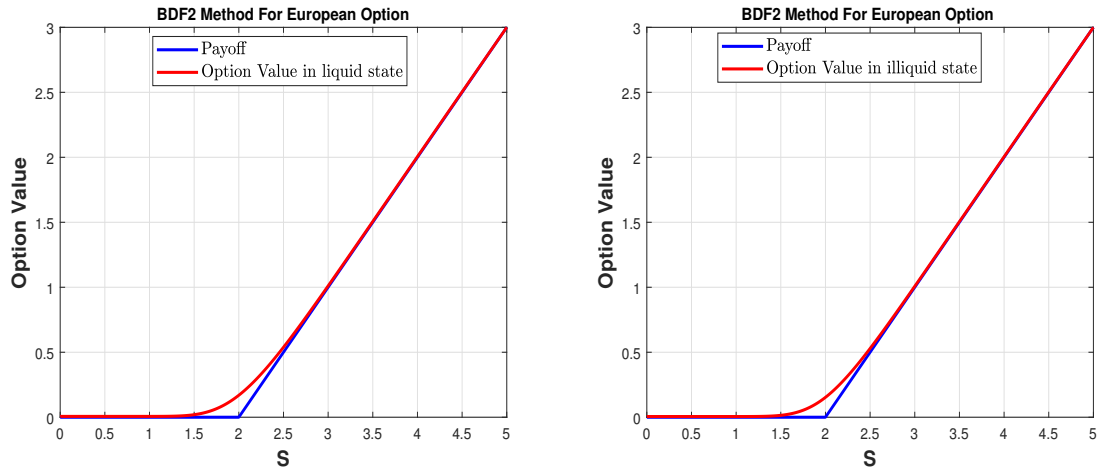 BDF2 Method For European Option
Payoff
Option Value in liquid state
Option Value
3
2.5
2
1.5
1
0.5
0
0 0.5 1 1.5 2 2.5 3 3.5 4 4.5 5
S
BDF2 Method For European Option
Payoff
Option Value in illiquid state
Option Value
3
2.5
2
1.5
1
0.5
0
0 0.5 1 1.5 2 2.5 3 3.5 4 4.5 5
S